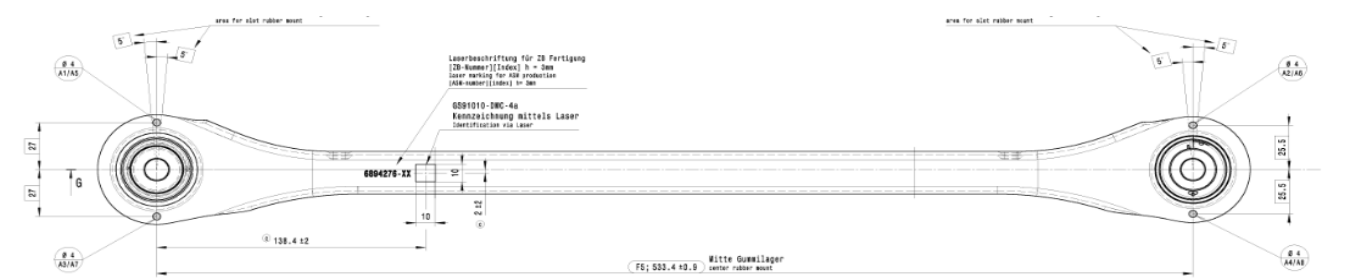 area for slot rubber mount
area for slot rubber mount
5°
5°
5°
5°
Ø 4
A1/A5
Ø 4
A2/A6
Laserbeschriftung für ZB Fertigung
[ZB-Nummer][Index] h = 3mm
laser marking for ASM production
[ASM-number][index] h= 3mm
GS91010-DMC-4a
Kennzeichnung mittels Laser
Identification via Laser
27
27
G
6894276-XX
10
10
2 ±2
25.5
25.5
138.4 ±2
Ø 4
A3/A7
Ø 4
A4/A8
F5; 533.4 ±0.9
Mitte Gummilager
center rubber mount